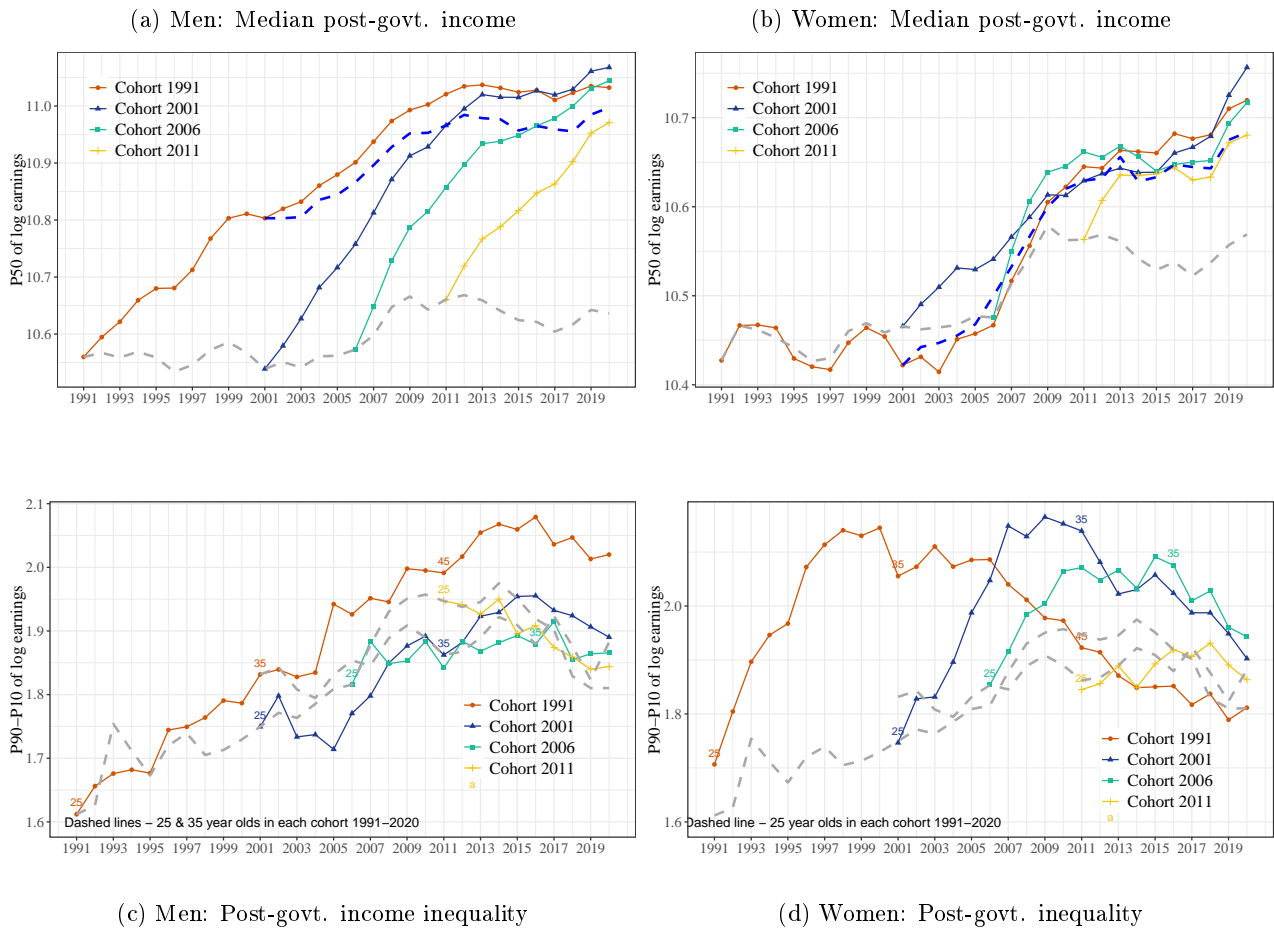 (a) Men: Median post-govt. income
(b) Women: Median post-govt. income
P50 of log earnings
11.0
10.9
10.8
10.7
10.6
Cohort 1991
Cohort 2001
Cohort 2006
Cohort 2011
1991 1993 1995 1997 1999 2001 2003 2005 2007 2009 2011 2013 2015 2017 2019
P50 of log earnings
10.7
10.6
10.5
10.4
Cohort 1991
Cohort 2001
Cohort 2006
Cohort 2011
1991 1993 1995 1997 1999 2001 2003 2005 2007 2009 2011 2013 2015 2017 2019
P90–P10 of log earnings
2.1
2.0
1.9
1.8
1.7
1.6
45
25
35
35
35
25
25
25
Cohort 1991
Cohort 2001
Cohort 2006
Cohort 2011
a
Dashed lines – 25 & 35 year olds in each cohort 1991–2020
1991 1993 1995 1997 1999 2001 2003 2005 2007 2009 2011 2013 2015 2017 2019
P90–P10 of log earnings
2.0
1.8
1.6
35
35
35
45
25
25
25
25
Cohort 1991
Cohort 2001
Cohort 2006
Cohort 2011
a
Dashed line – 25 year olds in each cohort 1991–2020
1991 1993 1995 1997 1999 2001 2003 2005 2007 2009 2011 2013 2015 2017 2019
(c) Men: Post-govt. income inequality
(d) Women: Post-govt. inequality